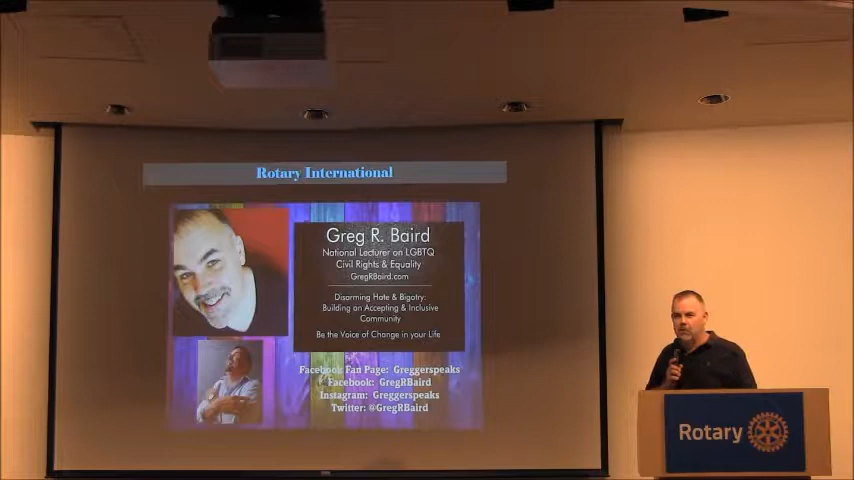 Rotary International
Greg R. Baird
National Lecturer on LGBTQ
Civil Rights & Equality
GregRBaird.com
Disarming Hate & Bigotry:
Building an Accepting & Inclusive
Community
Be the Voice of Change in your Life
Facebook Fan Page: Greggerspeaks
Facebook: GregRBaird
Instagram: Greggerspeaks
Twitter: @GregRBaird
Rotary